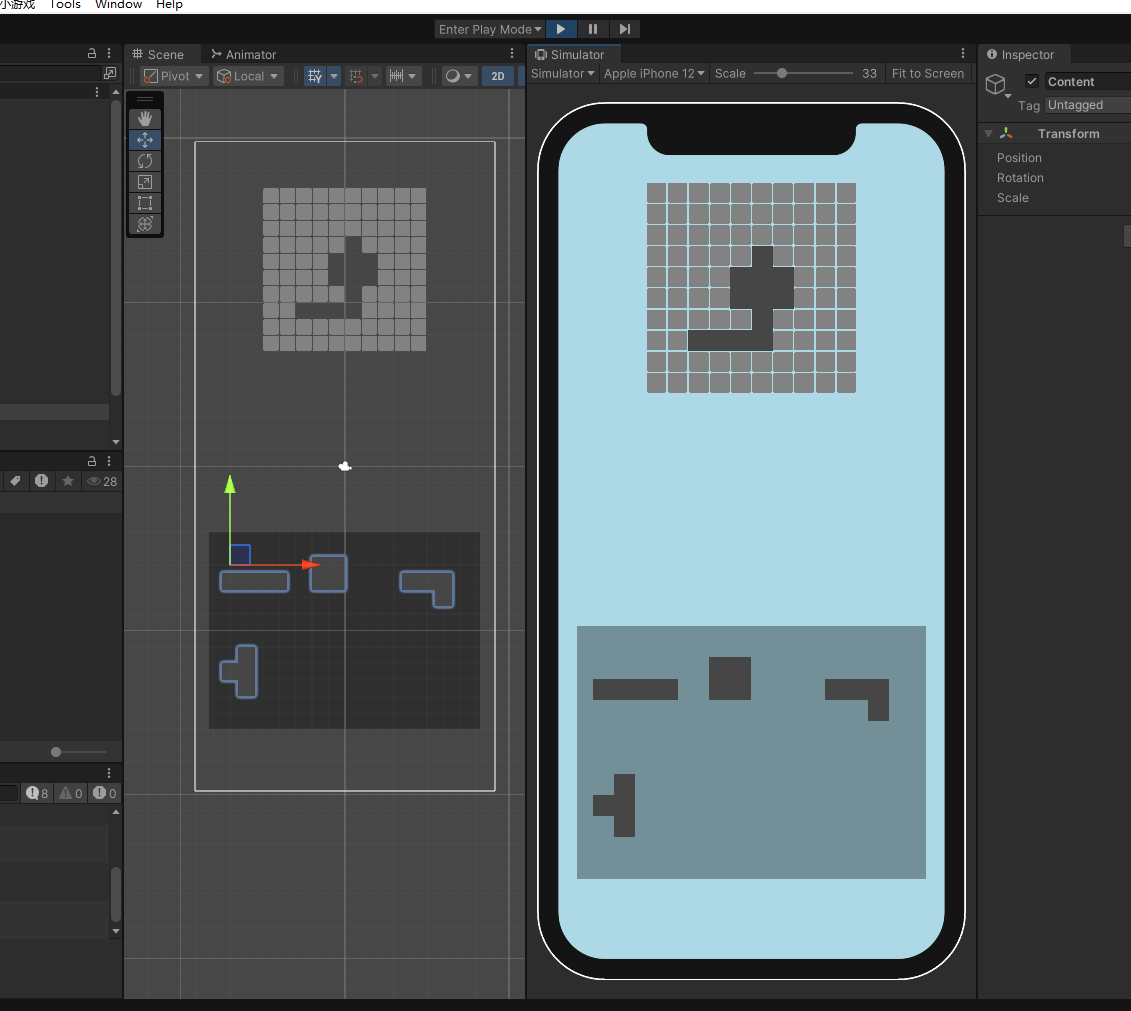 小游戏 Tools Window Help
Enter Play Mode
Scene Animator
Simulator
Inspector
Pivot Local 2D
Simulator Apple iPhone 12 Scale 33 Fit to Screen
Content
Tag Untagged
Transform
Position
Rotation
Scale
28
8 0 0